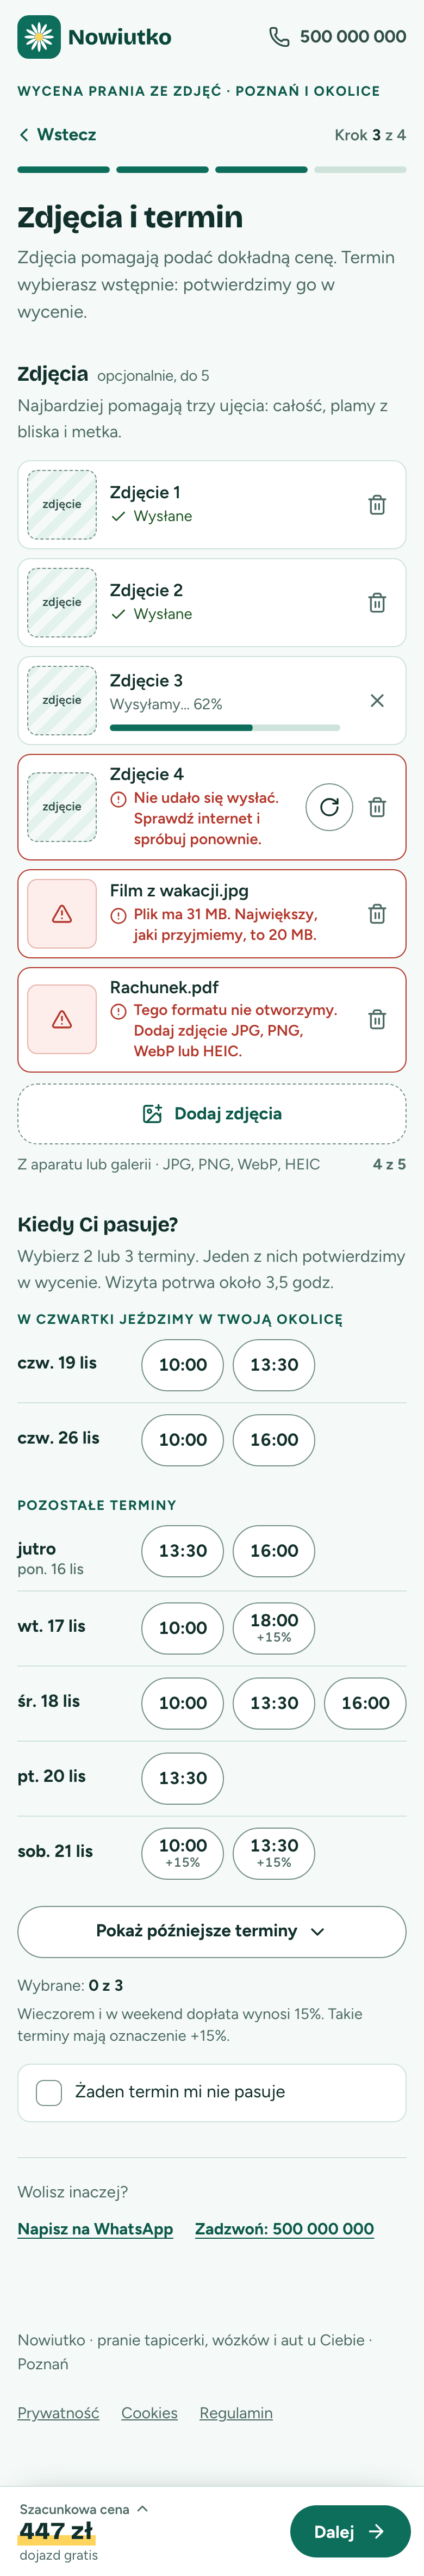 Nowiutko
500 000 000
WYCENA PRANIA ZE ZDJĘĆ · POZNAŃ I OKOLICE
Wstecz
Krok 3 z 4
Zdjęcia i termin
Zdjęcia pomagają podać dokładną cenę. Termin
wybierasz wstępnie: potwierdzimy go w
wycenie.
Zdjęcia opcjonalnie, do 5
Najbardziej pomagają trzy ujęcia: całość, plamy z
bliska i metka.
zdjęcie
Zdjęcie 1
Wysłane
zdjęcie
Zdjęcie 2
Wysłane
zdjęcie
Zdjęcie 3
Wysyłamy... 62%
zdjęcie
Zdjęcie 4
Nie udało się wysłać.
Sprawdź internet i
spróbuj ponownie.
Film z wakacji.jpg
Plik ma 31 MB. Największy,
jaki przyjmiemy, to 20 MB.
Rachunek.pdf
Tego formatu nie otworzymy.
Dodaj zdjęcie JPG, PNG,
WebP lub HEIC.
Dodaj zdjęcia
Z aparatu lub galerii · JPG, PNG, WebP, HEIC
4 z 5
Kiedy Ci pasuje?
Wybierz 2 lub 3 terminy. Jeden z nich potwierdzimy
w wycenie. Wizyta potrwa około 3,5 godz.
W CZWARTKI JEŹDZIMY W TWOJĄ OKOLICĘ
czw. 19 lis
10:00
13:30
czw. 26 lis
10:00
16:00
POZOSTAŁE TERMINY
jutro
pon. 16 lis
13:30
16:00
wt. 17 lis
10:00
18:00
+15%
śr. 18 lis
10:00
13:30
16:00
pt. 20 lis
13:30
sob. 21 lis
10:00
+15%
13:30
+15%
Pokaż późniejsze terminy
Wybrane: 0 z 3
Wieczorem i w weekend dopłata wynosi 15%. Takie
terminy mają oznaczenie +15%.
Żaden termin mi nie pasuje
Wolisz inaczej?
Napisz na WhatsApp
Zadzwoń: 500 000 000
Nowiutko · pranie tapicerki, wózków i aut u Ciebie ·
Poznań
Prywatność
Cookies
Regulamin
Szacunkowa cena
447 zł
dojazd gratis
Dalej